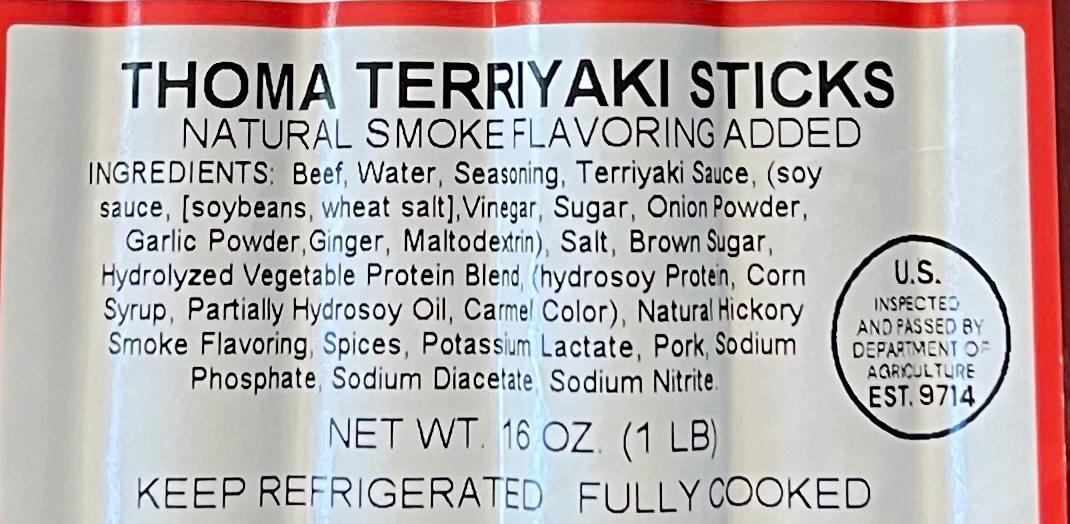 THOMA TERRIYAKI STICKS
NATURAL SMOKE FLAVORING ADDED
INGREDIENTS: Beef, Water, Seasoning, Terriyaki Sauce, (soy
sauce, [soybeans, wheat salt],Vinegar, Sugar, Onion Powder,
Garlic Powder,Ginger, Maltodextrin), Salt, Brown Sugar,
Hydrolyzed Vegetable Protein Blend, (hydrosoy Protein, Corn
Syrup, Partially Hydrosoy Oil, Carmel Color), Natural Hickory
Smoke Flavoring, Spices, Potassium Lactate, Pork, Sodium
Phosphate, Sodium Diacetate, Sodium Nitrite.
NET WT. 16 OZ. (1 LB)
KEEP REFRIGERATED FULLY COOKED
U.S.
INSPECTED
AND PASSED BY
DEPARTMENT OF
AGRICULTURE
EST. 9714